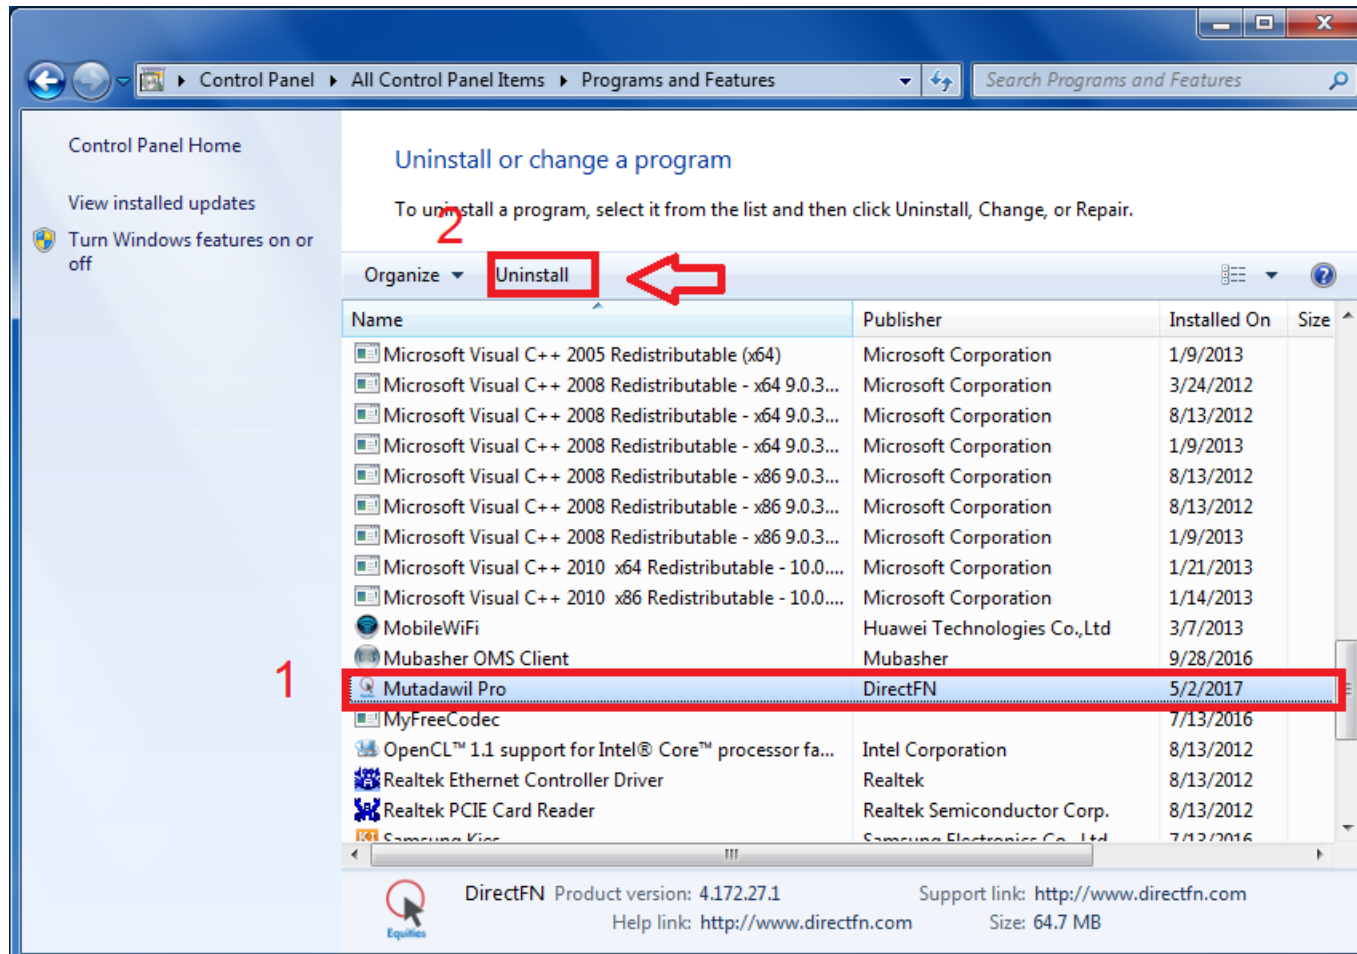 Control Panel ▸ All Control Panel Items ▸ Programs and Features
Search Programs and Features
Control Panel Home
View installed updates
Turn Windows features on or
off
Uninstall or change a program
To uninstall a program, select it from the list and then click Uninstall, Change, or Repair.
2
Organize
Uninstall
Name Publisher Installed On Size
Microsoft Visual C++ 2005 Redistributable (x64) Microsoft Corporation 1/9/2013
Microsoft Visual C++ 2008 Redistributable - x64 9.0.3... Microsoft Corporation 3/24/2012
Microsoft Visual C++ 2008 Redistributable - x64 9.0.3... Microsoft Corporation 8/13/2012
Microsoft Visual C++ 2008 Redistributable - x64 9.0.3... Microsoft Corporation 1/9/2013
Microsoft Visual C++ 2008 Redistributable - x86 9.0.3... Microsoft Corporation 8/13/2012
Microsoft Visual C++ 2008 Redistributable - x86 9.0.3... Microsoft Corporation 8/13/2012
Microsoft Visual C++ 2008 Redistributable - x86 9.0.3... Microsoft Corporation 1/9/2013
Microsoft Visual C++ 2010 x64 Redistributable - 10.0.... Microsoft Corporation 1/21/2013
Microsoft Visual C++ 2010 x86 Redistributable - 10.0.... Microsoft Corporation 1/14/2013
MobileWiFi Huawei Technologies Co.,Ltd 3/7/2013
Mubasher OMS Client Mubasher 9/28/2016
1
Mutadawil Pro DirectFN 5/2/2017
MyFreeCodec 7/13/2016
OpenCL™ 1.1 support for Intel® Core™ processor fa... Intel Corporation 8/13/2012
Realtek Ethernet Controller Driver Realtek 8/13/2012
Realtek PCIE Card Reader Realtek Semiconductor Corp. 8/13/2012
Samsung Kies Samsung Electronics Co., Ltd 7/13/2016
DirectFN Product version: 4.172.27.1 Support link: http://www.directfn.com
Help link: http://www.directfn.com Size: 64.7 MB
Equities